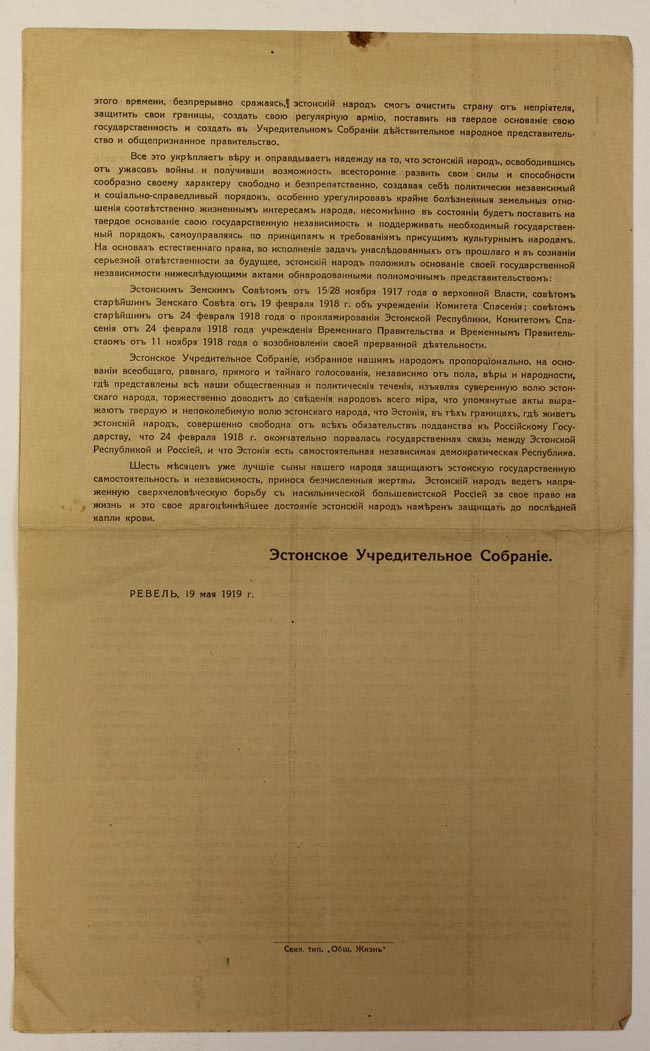 этого времени, безпрерывно сражаясь, эстонскій народъ смогъ очистить страну отъ непріятеля,
защитить свои границы, создать свою регулярную армію, поставить на твердое основаніе свою
государственность и создать въ Учредительномъ Собраніи дѣйствительное народное представитель-
ство и общепризнанное правительство.
Все это укрѣпляетъ вѣру и оправдываетъ надежду на то, что эстонскій народъ, освободившись
отъ ужасовъ войны и получивши возможность всесторонне развить свои силы и способности
сообразно своему характеру свободно и безпрепятственно, создавая себѣ политически независимый
и соціально-справедливый порядокъ, особенно урегулировавъ крайне болѣзненныя земельныя отно-
шенія соотвѣтственно жизненнымъ интересамъ народа, несомнѣнно въ состояніи будетъ поставить на
твердое основаніе свою государственную независимость и поддерживать необходимый государствен-
ный порядокъ, самоуправляясь по принципамъ и требованіямъ присущимъ культурнымъ народамъ.
На основахъ естественнаго права, во исполненіе задачъ унаслѣдованныхъ отъ прошлаго и въ сознаніи
серьезной отвѣтственности за будущее, эстонскій народъ положилъ основаніе своей государственной
независимости нижеслѣдующими актами обнародованными полномочнымъ представительствомъ:
Эстонскимъ Земскимъ Совѣтомъ отъ 15/28 ноября 1917 года о верховной Власти, совѣтомъ
старѣйшинъ Земскаго Совѣта отъ 19 февраля 1918 г. объ учрежденіи Комитета Спасенія; совѣтомъ
старѣйшинъ отъ 24 февраля 1918 года о прокламированіи Эстонской Республики, Комитетомъ Спа-
сенія отъ 24 февраля 1918 года учрежденія Временнаго Правительства и Временнымъ Правитель-
ствомъ отъ 11 ноября 1918 года о возобновленіи своей прерванной дѣятельности.
Эстонское Учредительное Собраніе, избранное нашимъ народомъ пропорціонально, на осно-
ваніи всеобщаго, равнаго, прямого и тайнаго голосованія, независимо отъ пола, вѣры и народности,
гдѣ представлены всѣ наши общественныя и политическія теченія, изъявляя суверенную волю эстон-
скаго народа, торжественно доводитъ до свѣденія народовъ всего міра, что упомянутые акты выра-
жаютъ твердую и непоколебимую волю эстонскаго народа, что Эстонія, въ тѣхъ границахъ, гдѣ живетъ
эстонскій народъ, совершенно свободна отъ всѣхъ обязательствъ подданства къ Россійскому Госу-
дарству, что 24 февраля 1918 г. окончательно порвалась государственная связь между Эстонской
Республикой и Россіей, и что Эстонія есть самостоятельная независимая демократическая Республика.
Шесть мѣсяцевъ уже лучшіе сыны нашего народа защищаютъ эстонскую государственную
самостоятельность и независимость, принося безчисленныя жертвы. Эстонскій народъ ведетъ напря-
женную сверхчеловѣческую борьбу съ насильнической большевистской Россіей за свое право на
жизнь и это свое драгоцѣннѣйшее достояніе эстонскій народъ намѣренъ защищать до послѣдней
капли крови.
Эстонское Учредительное Собраніе.
РЕВЕЛЬ, 19 мая 1919 г.
Секв. тип. „Общ. Жизнь“